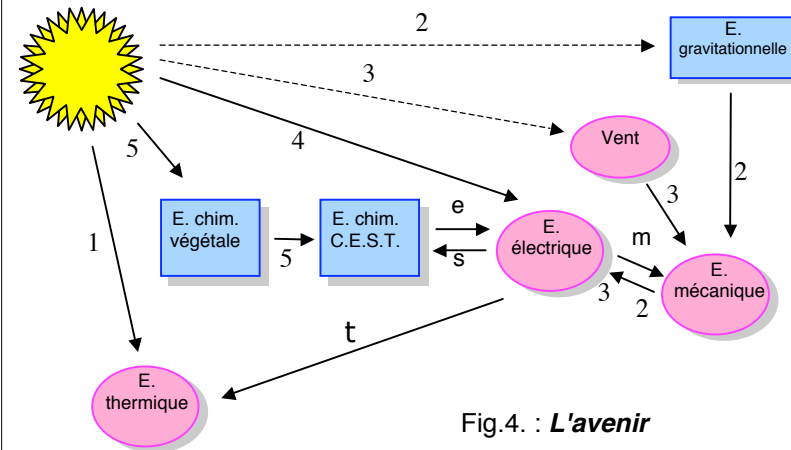 2
E.
gravitationnelle
3
Vent
4
5
2
3
E. chim.
végétale
E. chim.
C.E.S.T.
e
E.
électrique
m
1
5
s
3
2
E.
mécanique
t
E.
thermique
Fig.4. : L'avenir